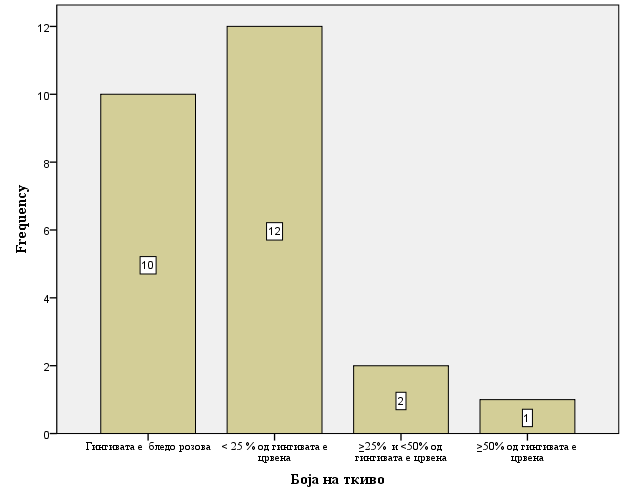 12
10
8
6
4
2
0
Frequency
10
12
2
1
Гингивата е бледо розова
< 25 % од гингивата е
црвена
≥25% и <50% од
гингивата е црвена
≥50% од гингивата е
црвена
Боја на ткиво